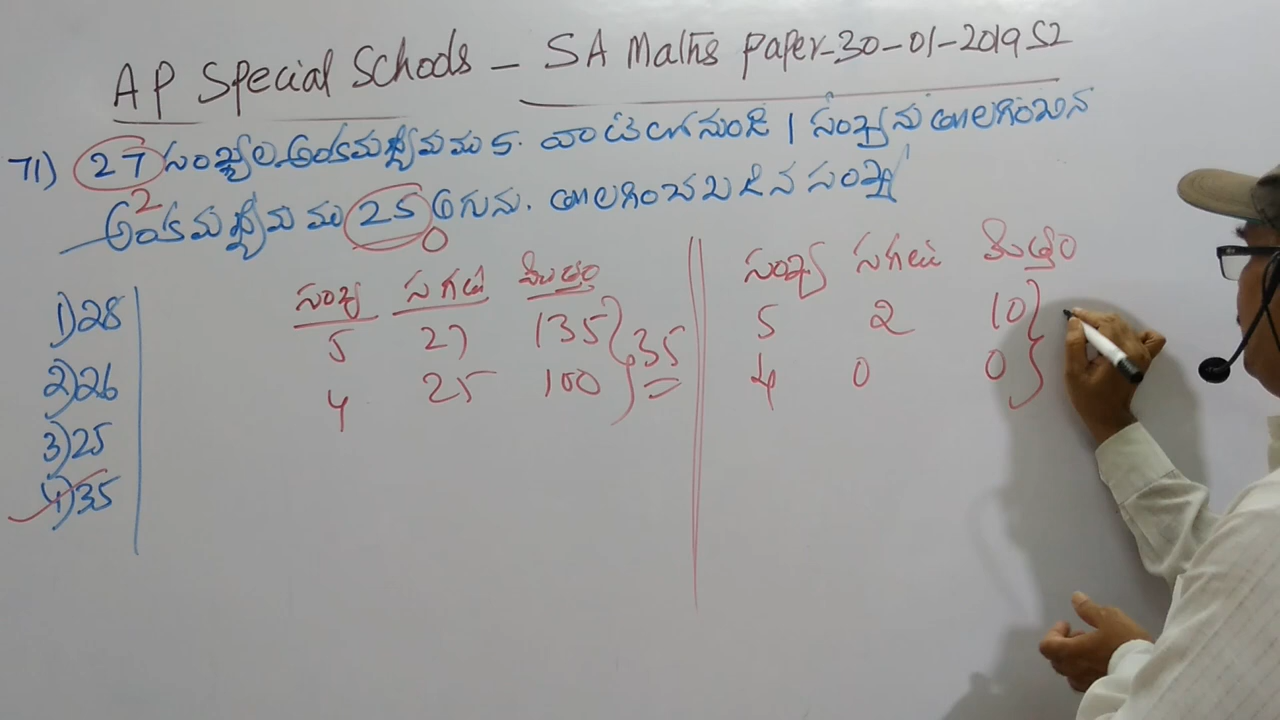 AP Special Schools - SA Maths Paper-30-01-2019 S2
71) 27 సంఖ్యల అంకమధ్యమము 5. వాటిలో నుండి 1 సంఖ్యను తొలగించిన
2
అంకమధ్యమము 25 అగును. తొలగించబడిన సంఖ్య
0
సంఖ్య సగటు మొత్తం
5 27 135
4 25 100
35
సంఖ్య సగటు మొత్తం
5 2 10
4 0 0
1) 28
2) 26
3) 25
4) 35